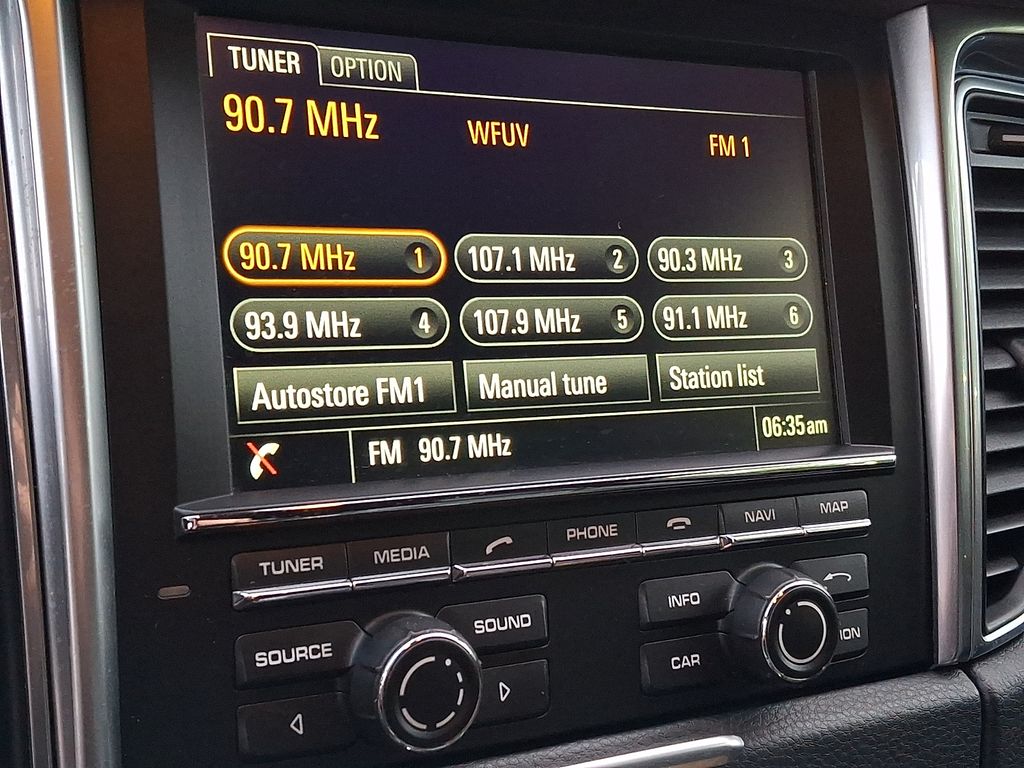 TUNER OPTION
90.7 MHz WFUV FM 1
90.7 MHz 1 107.1 MHz 2 90.3 MHz 3
93.9 MHz 4 107.9 MHz 5 91.1 MHz 6
Autostore FM1 Manual tune Station list
FM 90.7 MHz 06:35am
TUNER MEDIA PHONE NAVI MAP
SOURCE SOUND INFO
CAR